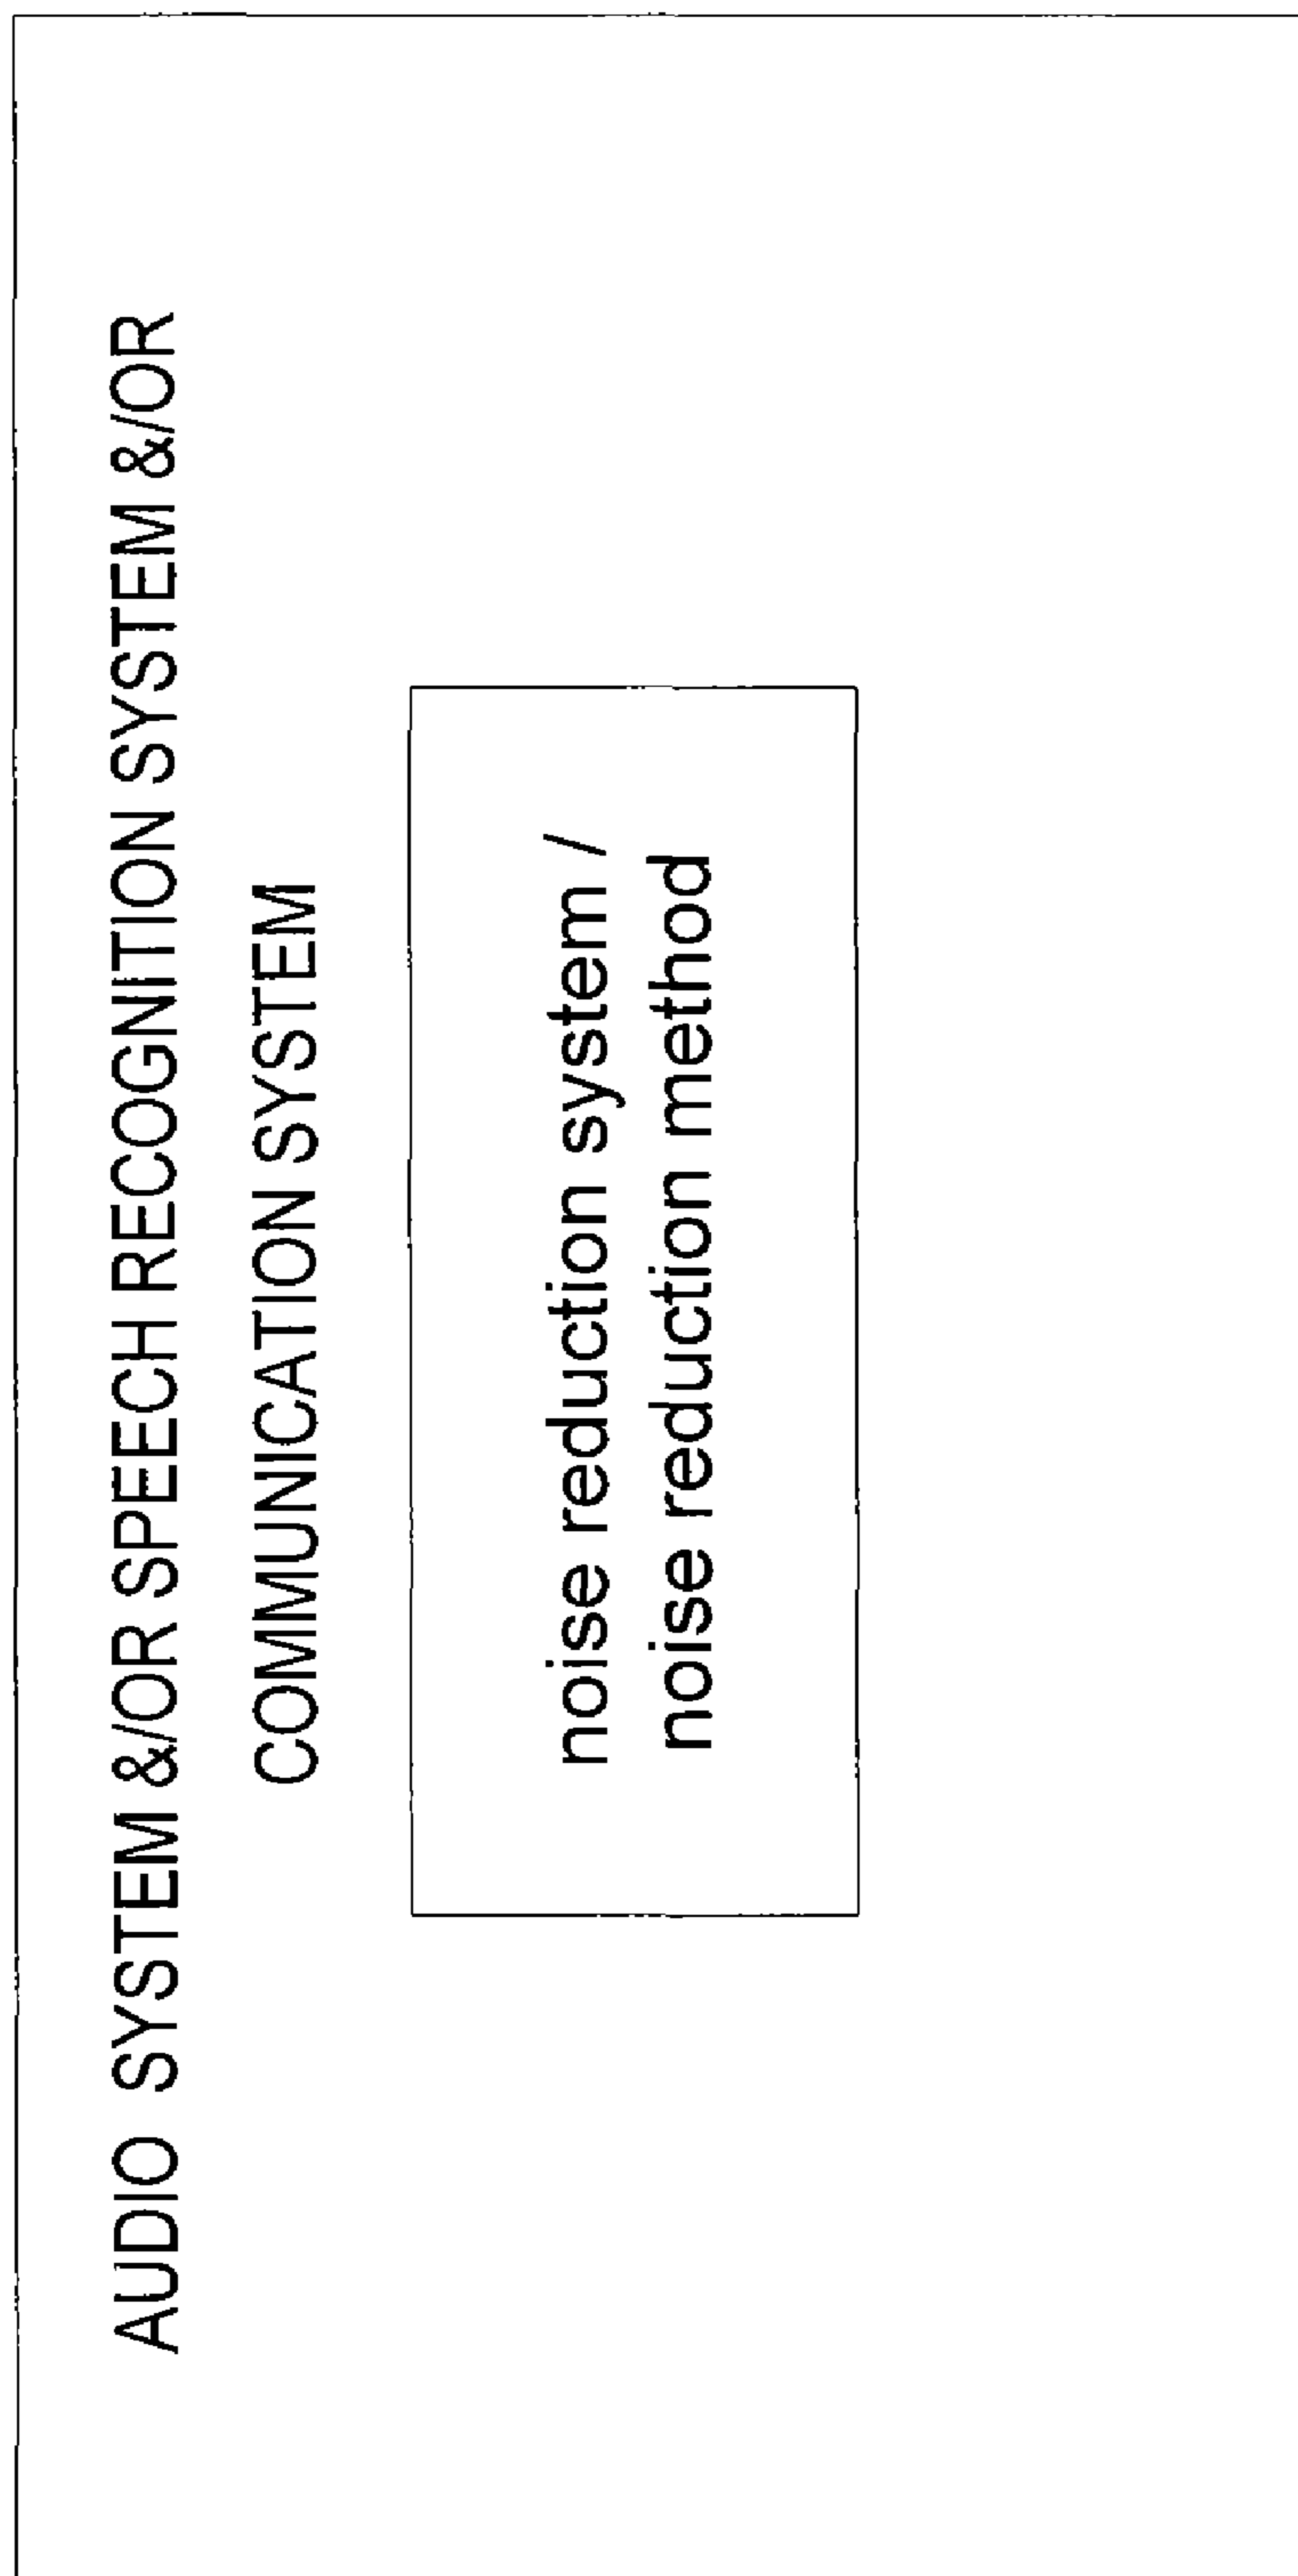 AUDIO SYSTEM &/OR SPEECH RECOGNITION SYSTEM &/OR
COMMUNICATION SYSTEM
noise reduction system /
noise reduction method